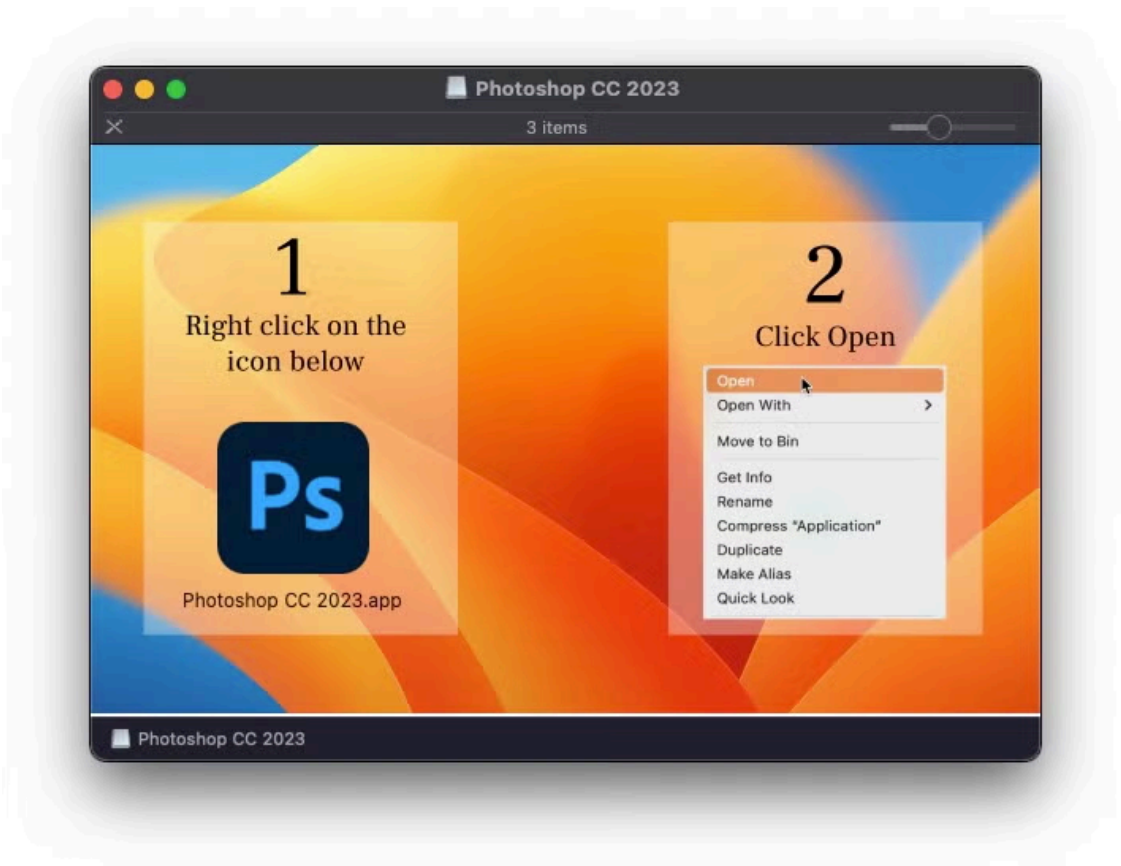 Photoshop CC 2023
3 items
1
Right click on the
icon below
Ps
Photoshop CC 2023.app
2
Click Open
Open
Open With
Move to Bin
Get Info
Rename
Compress "Application"
Duplicate
Make Alias
Quick Look
Photoshop CC 2023